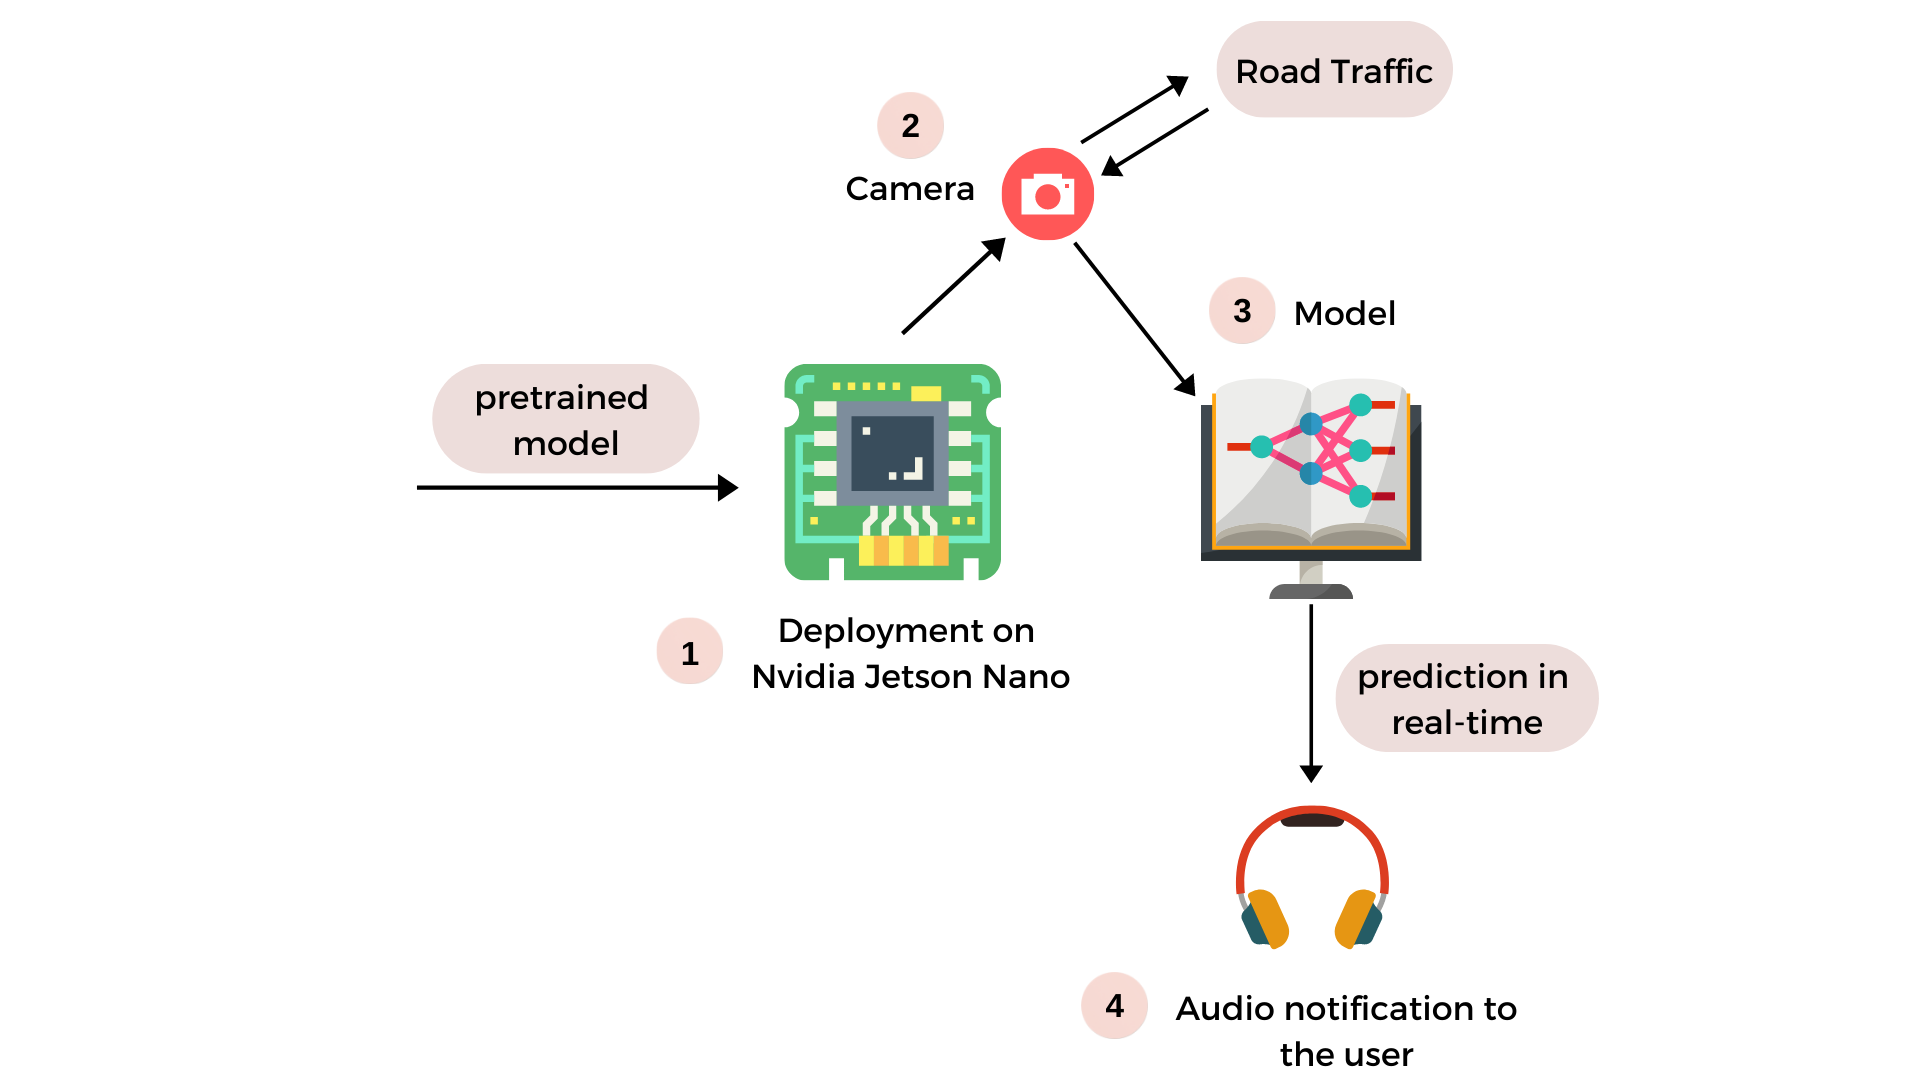 Road Traffic
2
Camera
3
Model
pretrained
model
1
Deployment on
Nvidia Jetson Nano
prediction in
real-time
4
Audio notification to
the user